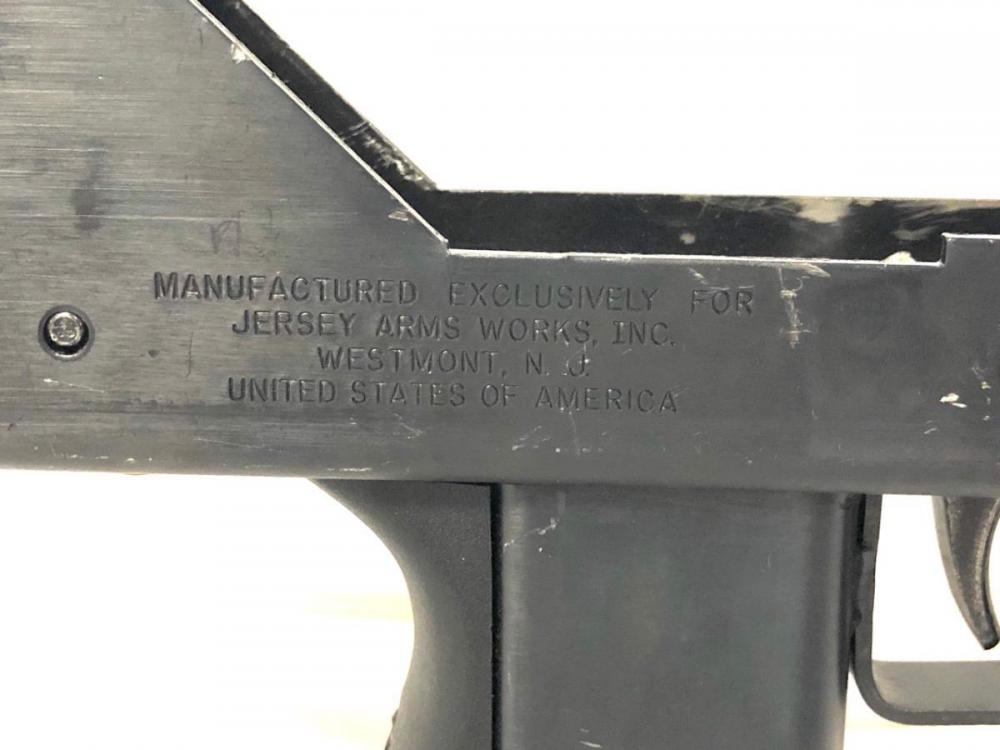 MANUFACTURED EXCLUSIVELY FOR
JERSEY ARMS WORKS, INC.
WESTMONT, N. J.
UNITED STATES OF AMERICA